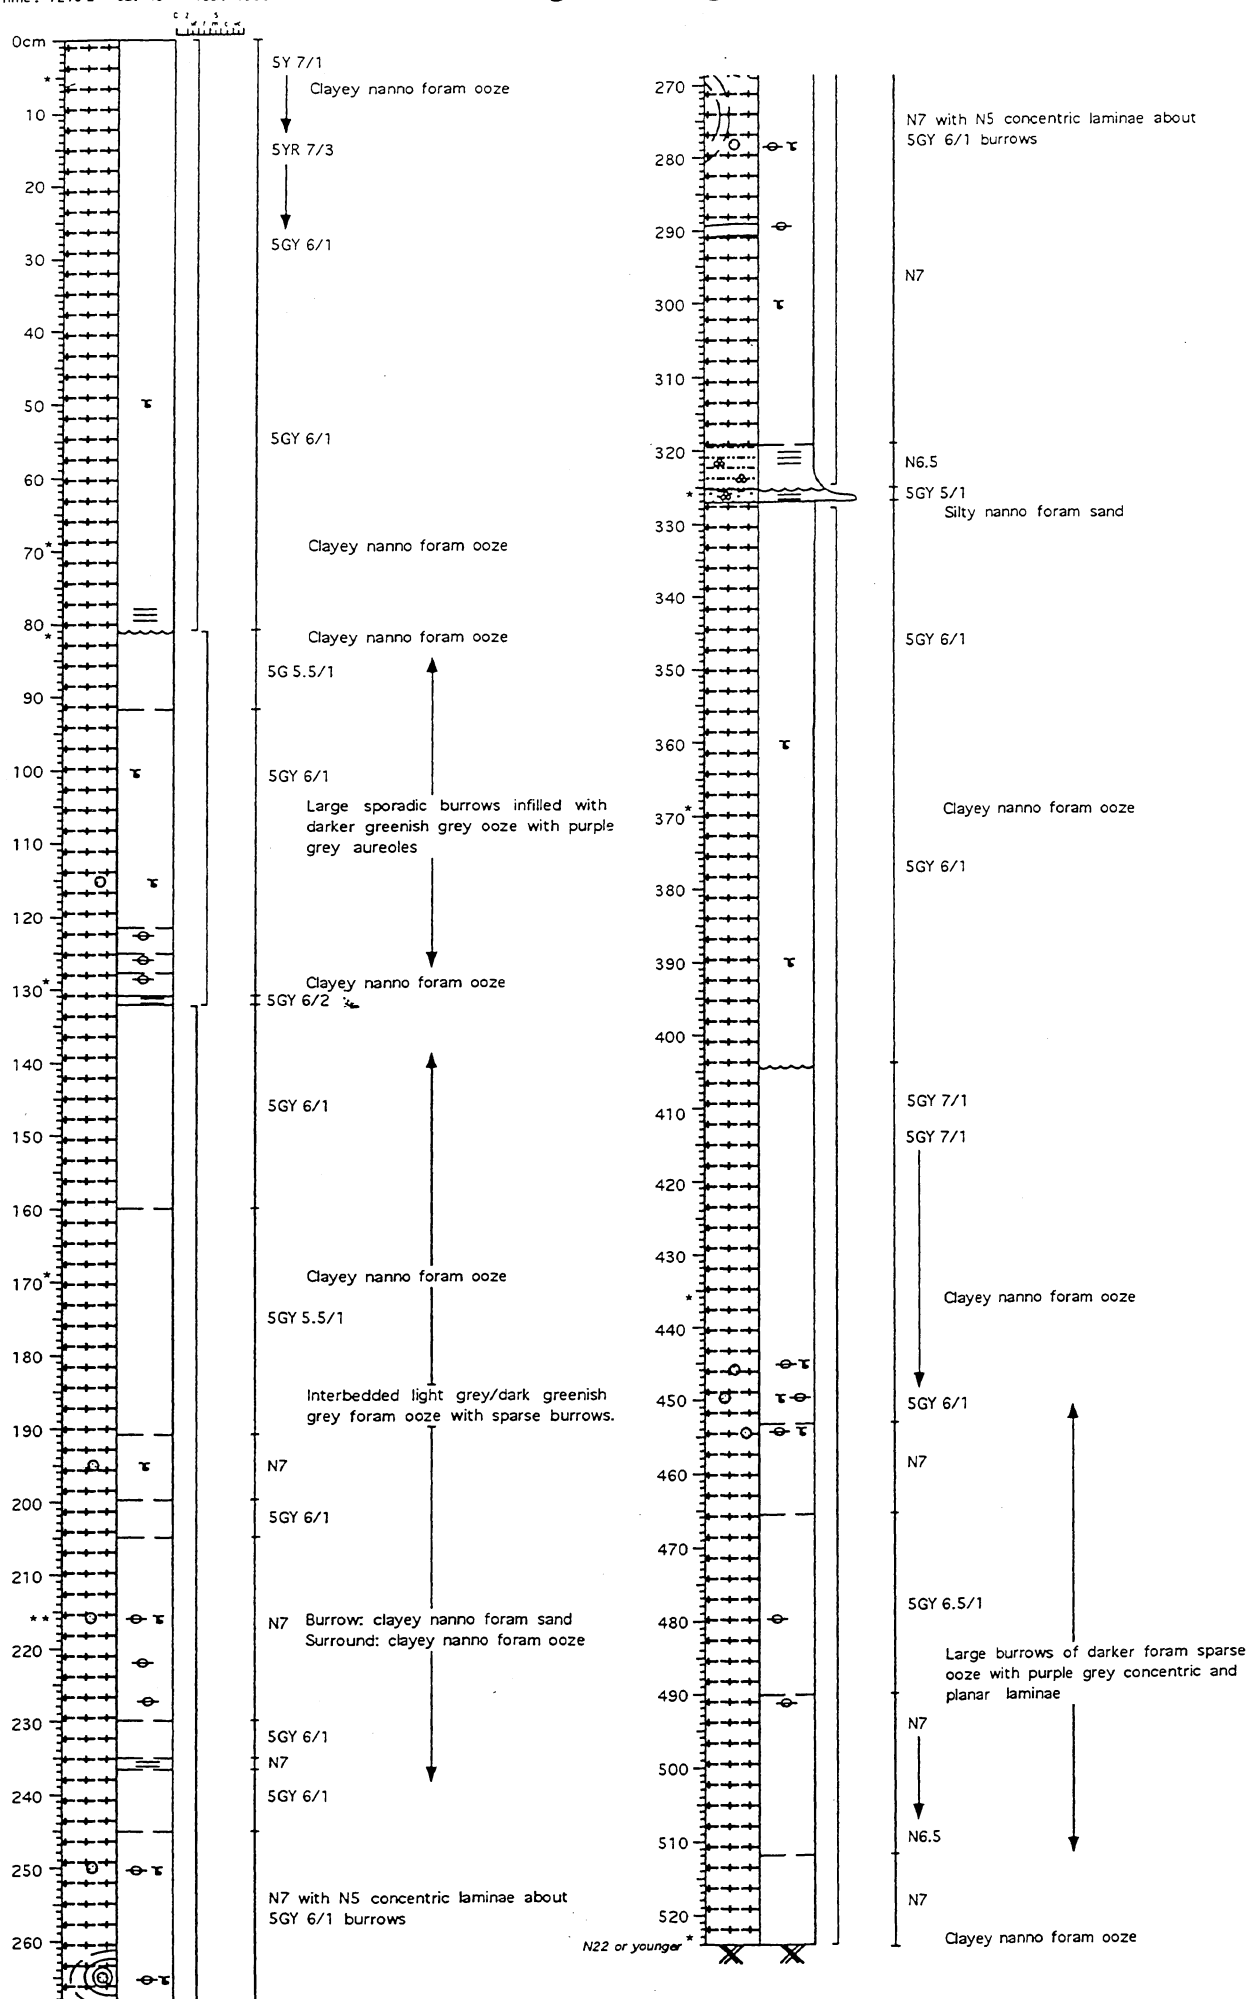 0cm
10
20
30
40
50
60
70
80
90
100
110
120
130
140
150
160
170
180
190
200
210
220
230
240
250
260
5Y 7/1
Clayey nanno foram ooze
5YR 7/3
5GY 6/1
5GY 6/1
Clayey nanno foram ooze
Clayey nanno foram ooze
5G 5.5/1
5GY 6/1
Large sporadic burrows infilled with
darker greenish grey ooze with purple
grey aureoles
Clayey nanno foram ooze
5GY 6/2
5GY 6/1
Clayey nanno foram ooze
5GY 5.5/1
Interbedded light grey/dark greenish
grey foram ooze with sparse burrows.
N7
5GY 6/1
N7 Burrow: clayey nanno foram sand
Surround: clayey nanno foram ooze
5GY 6/1
N7
5GY 6/1
N7 with N5 concentric laminae about
5GY 6/1 burrows
270
280
290
300
310
320
330
340
350
360
370
380
390
400
410
420
430
440
450
460
470
480
490
500
510
520
N7 with N5 concentric laminae about
5GY 6/1 burrows
N7
N6.5
5GY 5/1
Silty nanno foram sand
5GY 6/1
Clayey nanno foram ooze
5GY 6/1
5GY 7/1
5GY 7/1
Clayey nanno foram ooze
5GY 6/1
N7
5GY 6.5/1
Large burrows of darker foram sparse
ooze with purple grey concentric and
planar laminae
N7
N6.5
N7
Clayey nanno foram ooze
N22 or younger